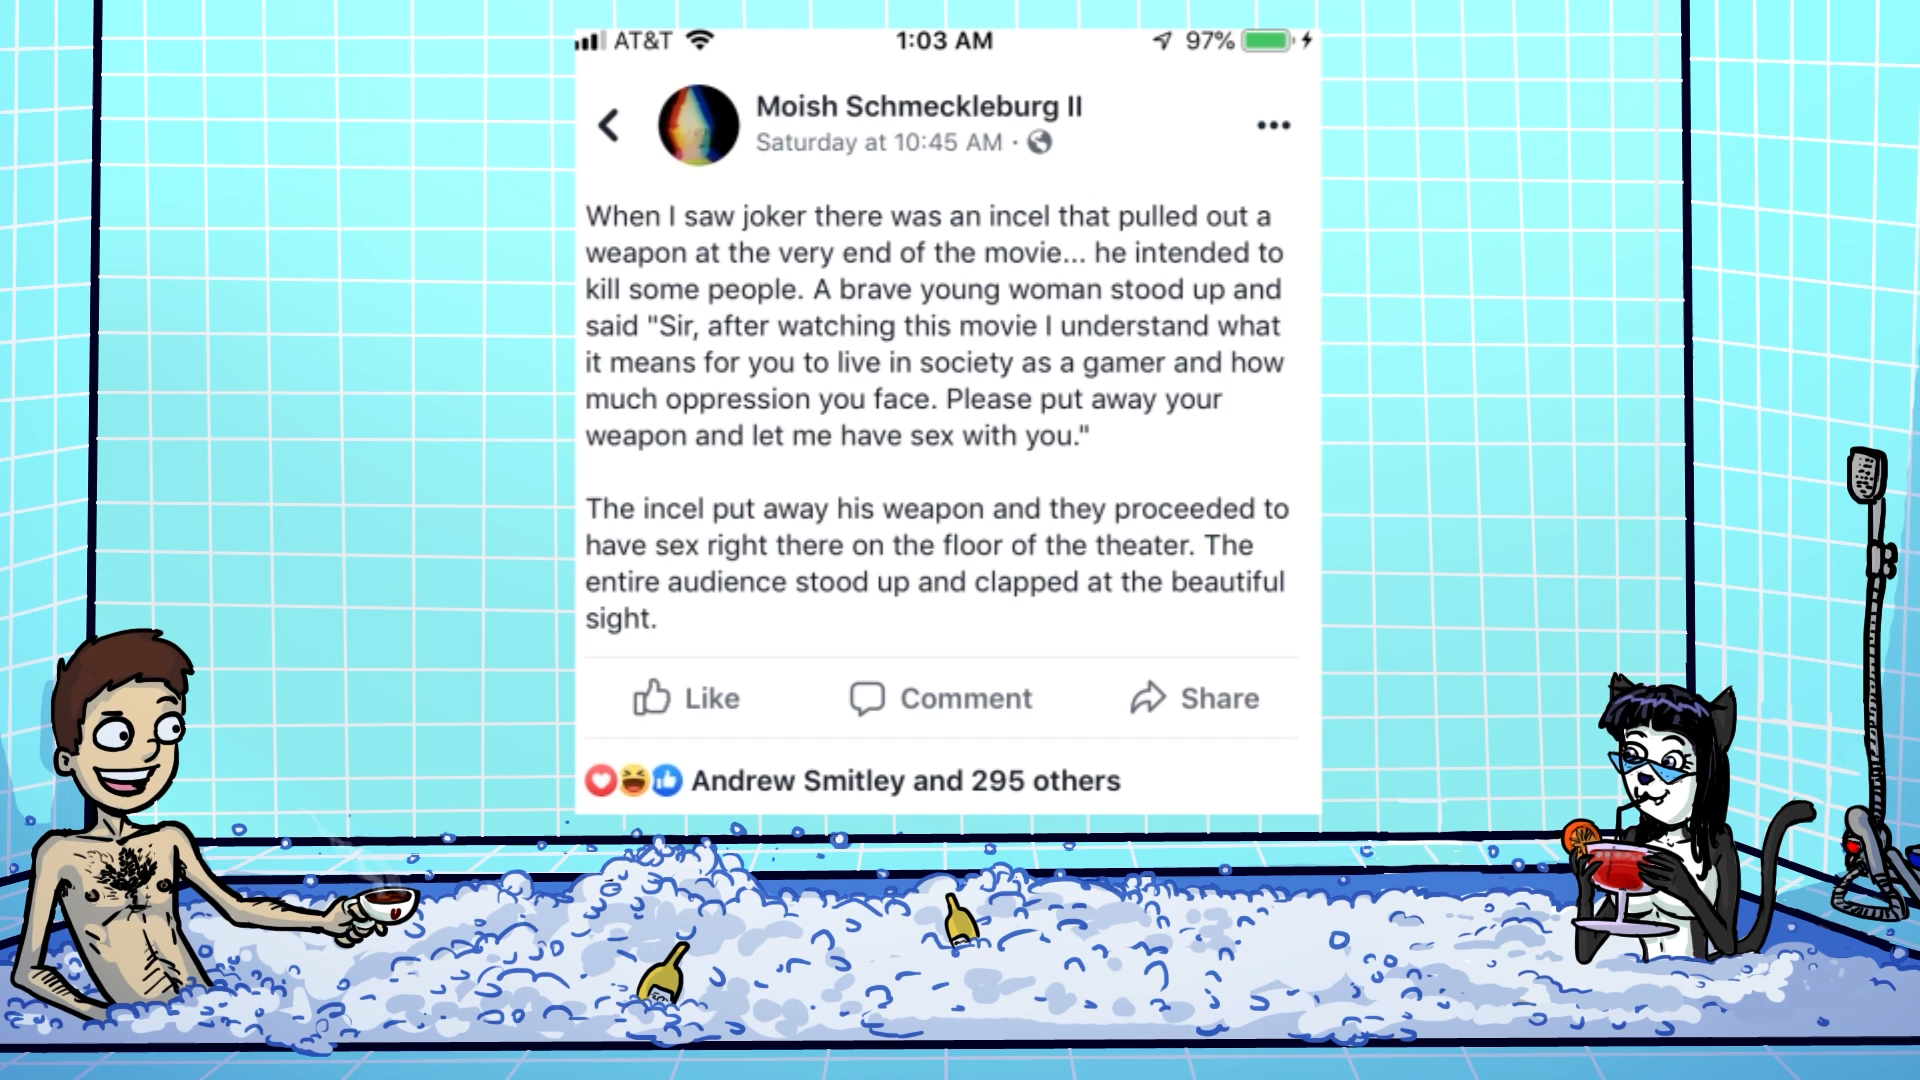 AT&T 1:03 AM 97%
Moish Schmeckleburg II
Saturday at 10:45 AM ·
When I saw joker there was an incel that pulled out a
weapon at the very end of the movie... he intended to
kill some people. A brave young woman stood up and
said "Sir, after watching this movie I understand what
it means for you to live in society as a gamer and how
much oppression you face. Please put away your
weapon and let me have sex with you."
The incel put away his weapon and they proceeded to
have sex right there on the floor of the theater. The
entire audience stood up and clapped at the beautiful
sight.
Like Comment Share
Andrew Smitley and 295 others